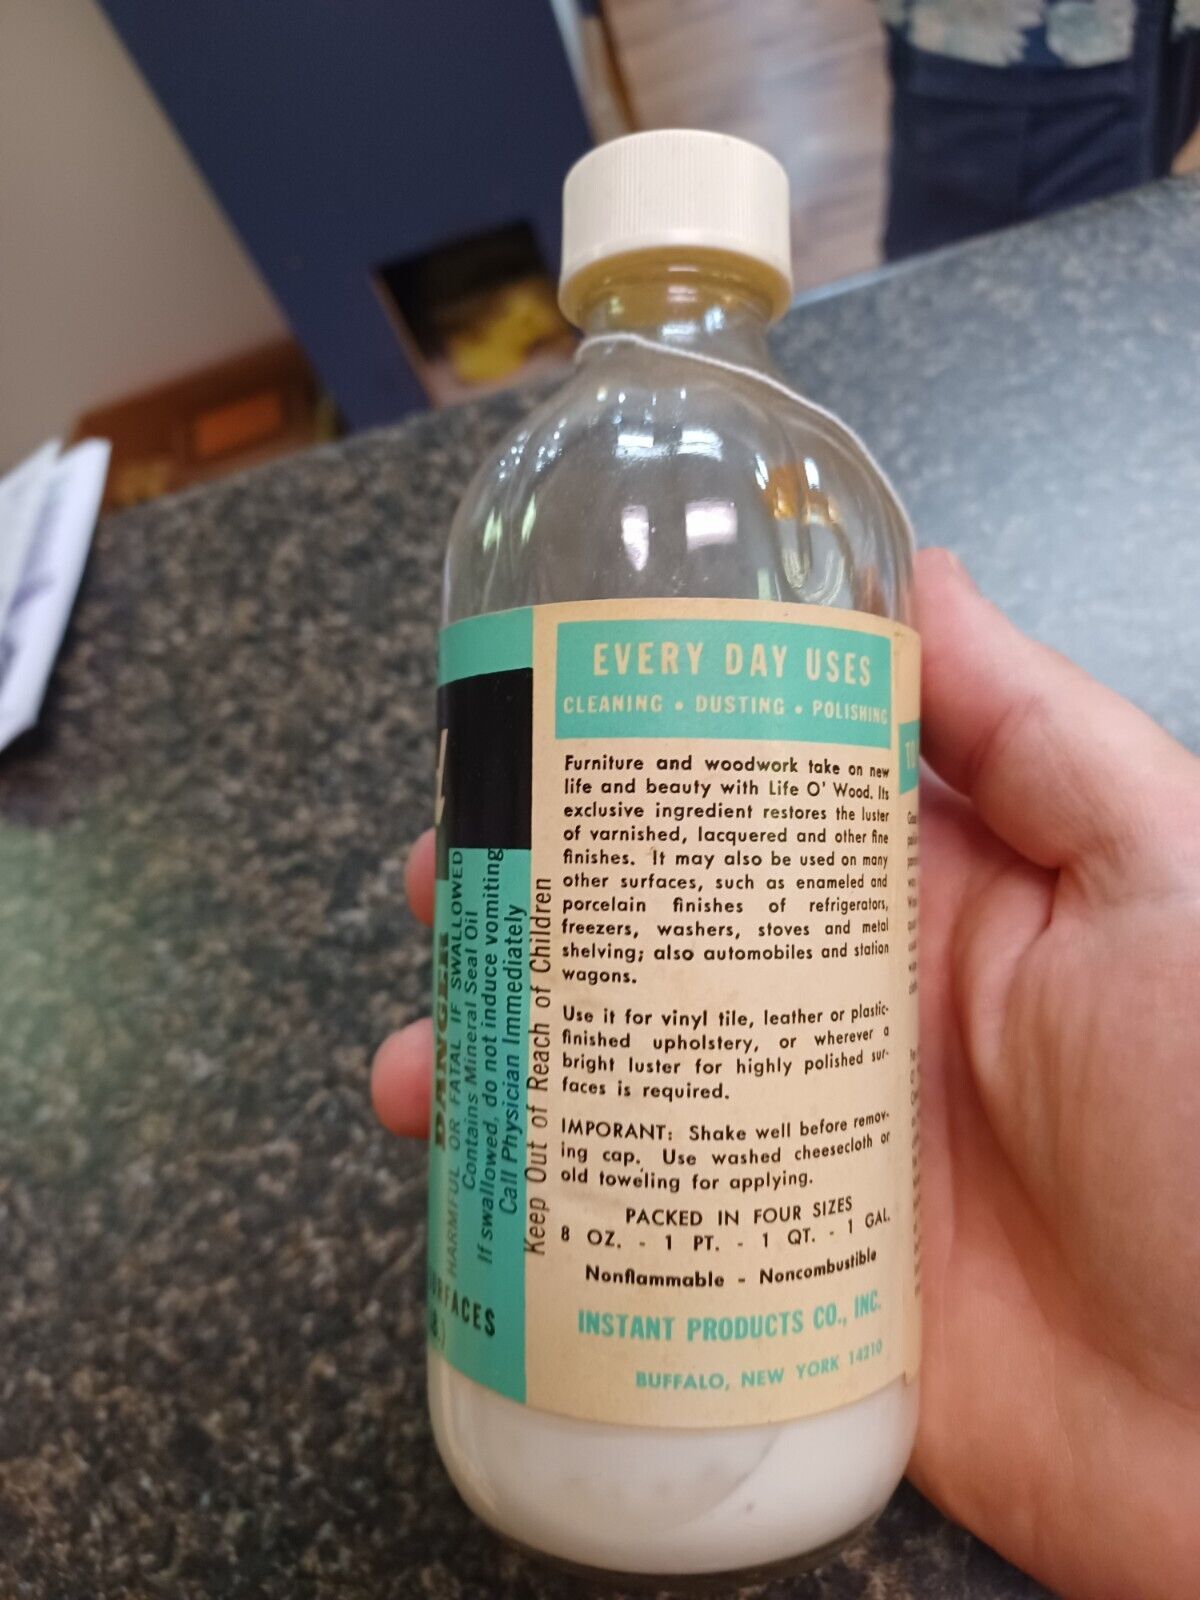 EVERY DAY USES
CLEANING • DUSTING • POLISHING
Furniture and woodwork take on new
life and beauty with Life O' Wood. Its
exclusive ingredient restores the luster
of varnished, lacquered and other fine
finishes. It may also be used on many
other surfaces, such as enameled and
porcelain finishes of refrigerators,
freezers, washers, stoves and metal
shelving; also automobiles and station
wagons.
Use it for vinyl tile, leather or plastic-
finished upholstery, or wherever a
bright luster for highly polished sur-
faces is required.
IMPORANT: Shake well before remov-
ing cap. Use washed cheesecloth or
old toweling for applying.
PACKED IN FOUR SIZES
8 OZ. - 1 PT. - 1 QT. - 1 GAL.
Nonflammable - Noncombustible
INSTANT PRODUCTS CO., INC.
BUFFALO, NEW YORK 14210
DANGER
HARMFUL OR FATAL IF SWALLOWED
Contains Mineral Seal Oil
If swallowed, do not induce vomiting
Call Physician Immediately
Keep Out of Reach of Children